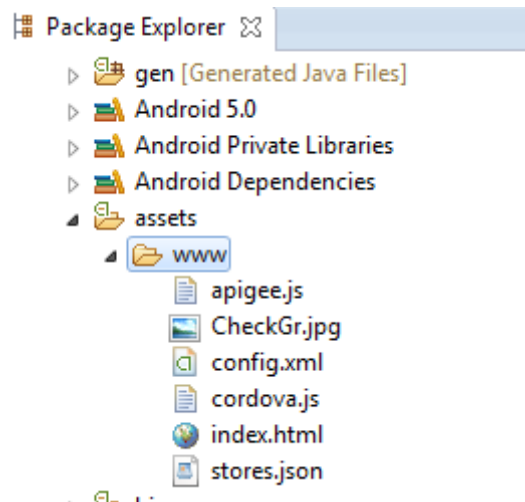 Package Explorer
gen [Generated Java Files]
Android 5.0
Android Private Libraries
Android Dependencies
assets
www
apigee.js
CheckGr.jpg
config.xml
cordova.js
index.html
stores.json